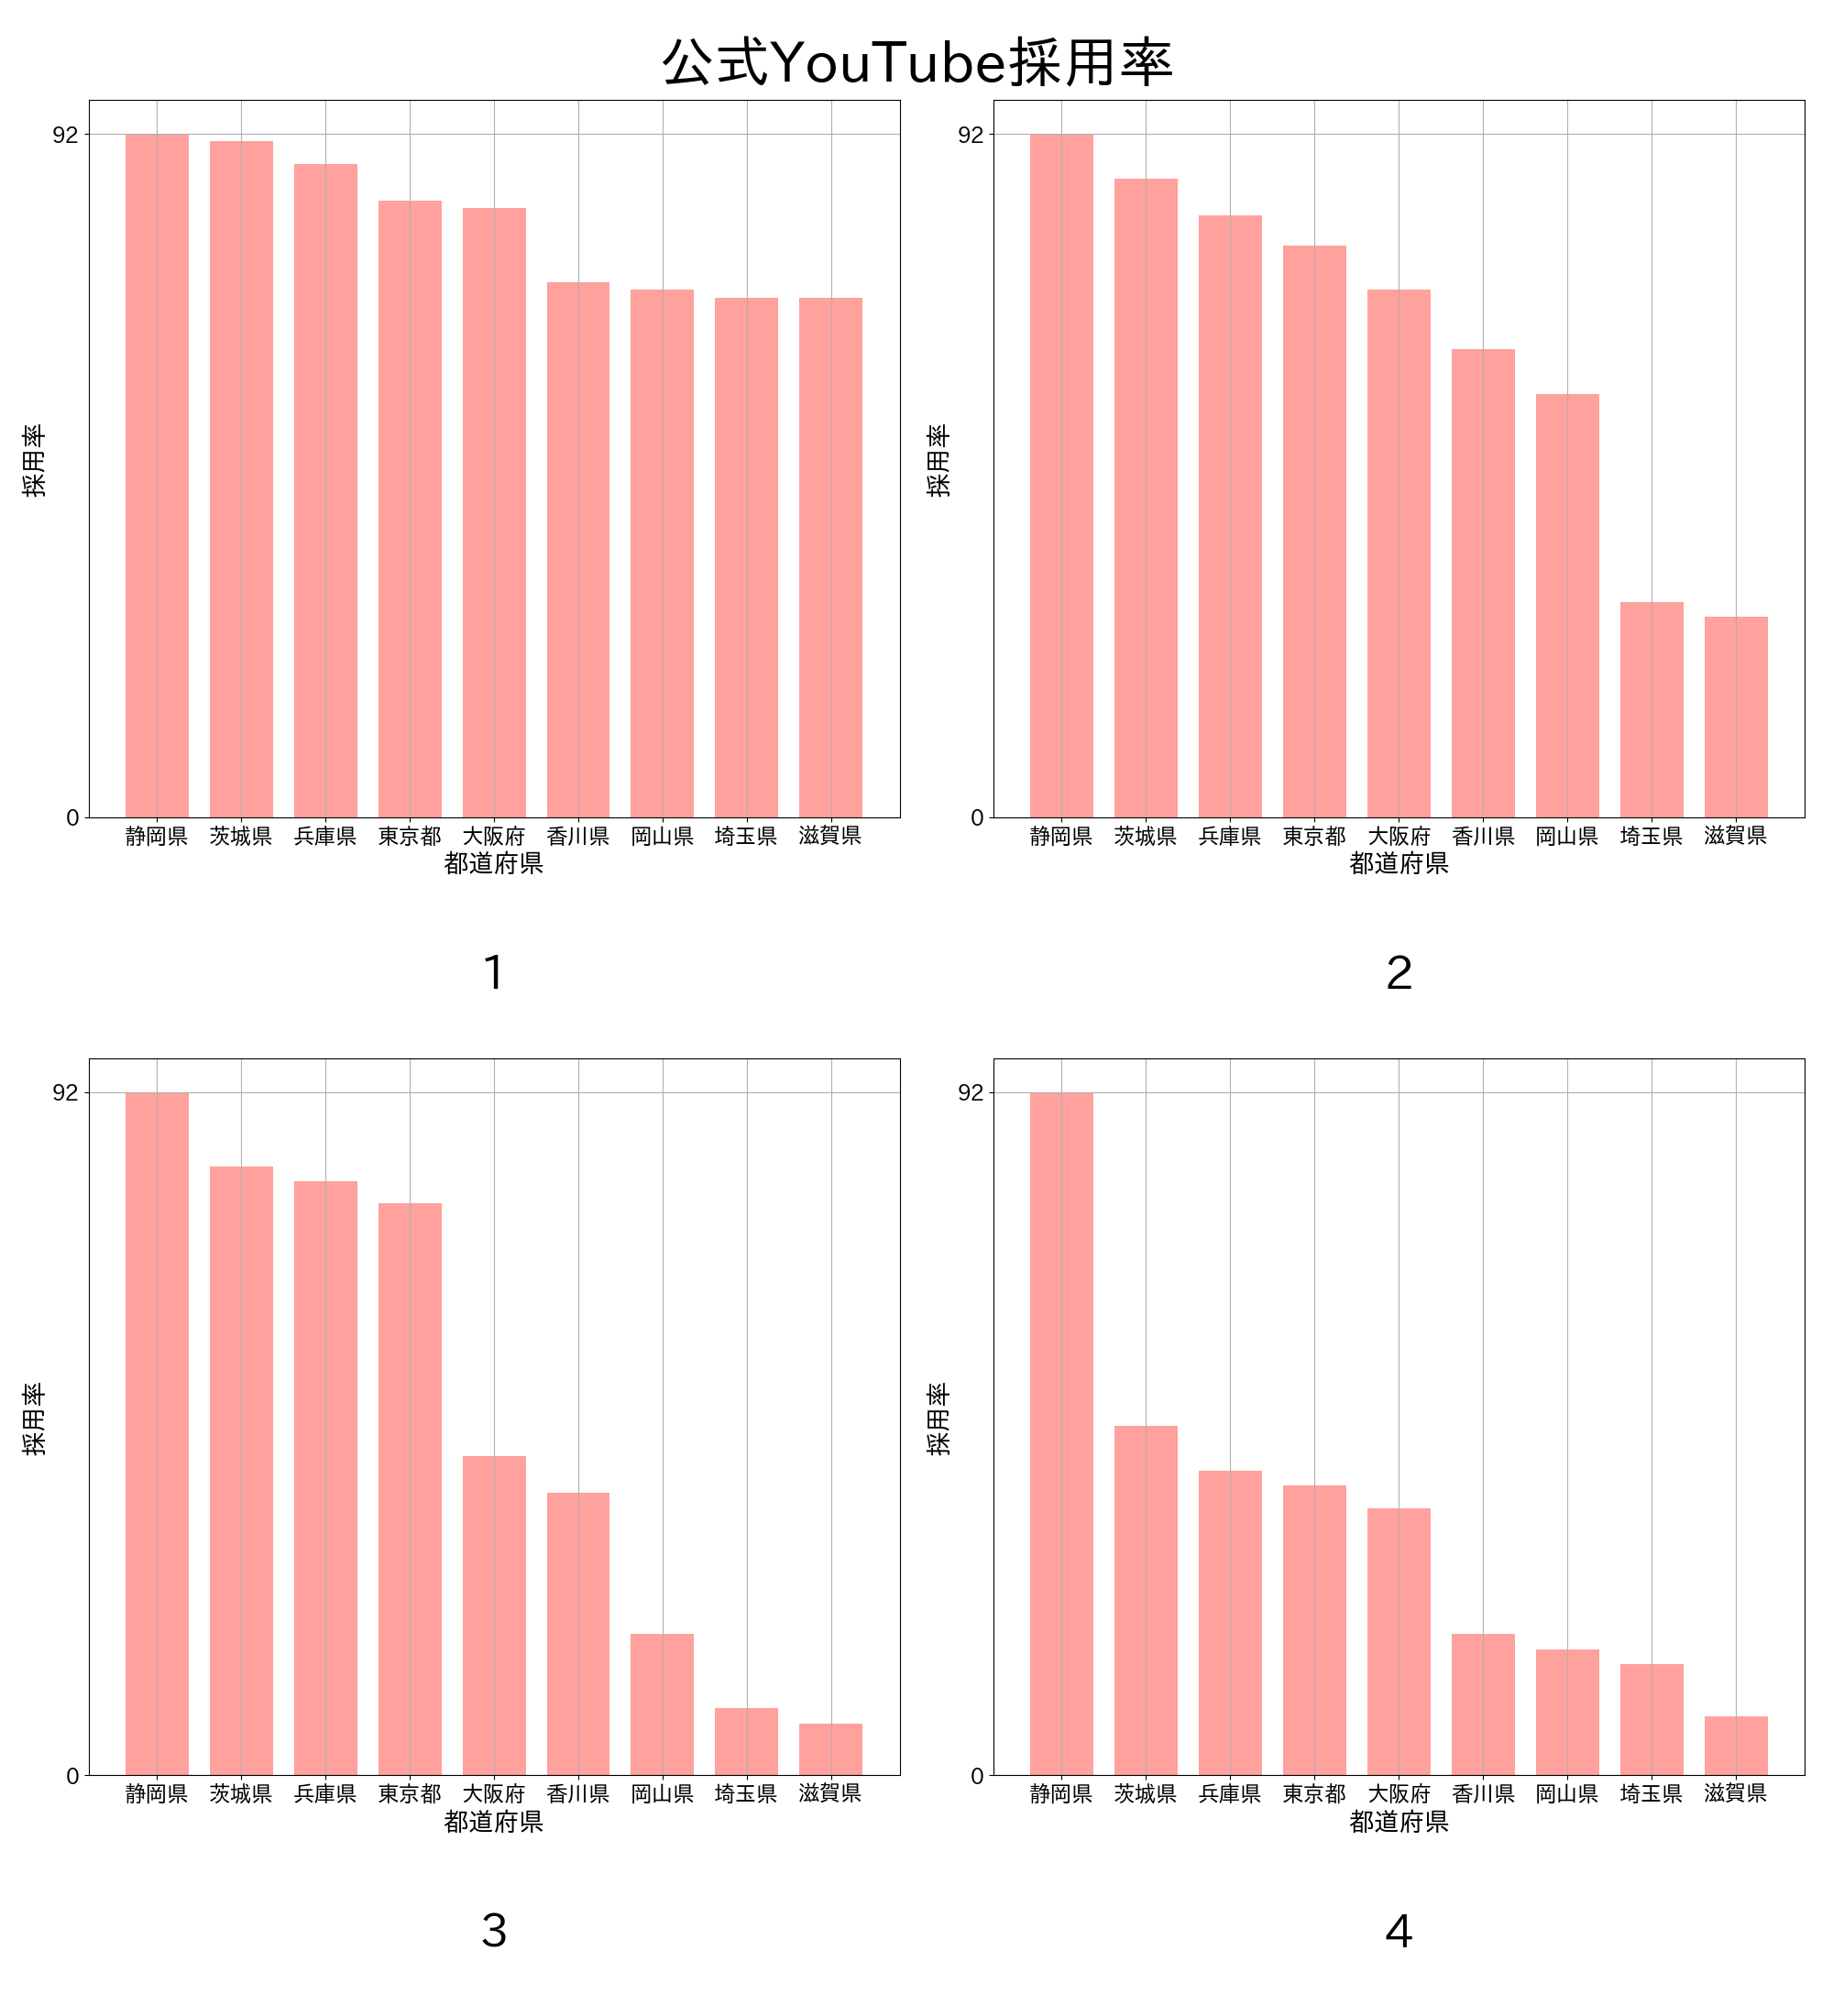 公式YouTube採用率
92
0
採用率
静岡県 茨城県 兵庫県 東京都 大阪府 香川県 岡山県 埼玉県 滋賀県
都道府県
1
92
0
採用率
静岡県 茨城県 兵庫県 東京都 大阪府 香川県 岡山県 埼玉県 滋賀県
都道府県
2
92
0
採用率
静岡県 茨城県 兵庫県 東京都 大阪府 香川県 岡山県 埼玉県 滋賀県
都道府県
3
92
0
採用率
静岡県 茨城県 兵庫県 東京都 大阪府 香川県 岡山県 埼玉県 滋賀県
都道府県
4